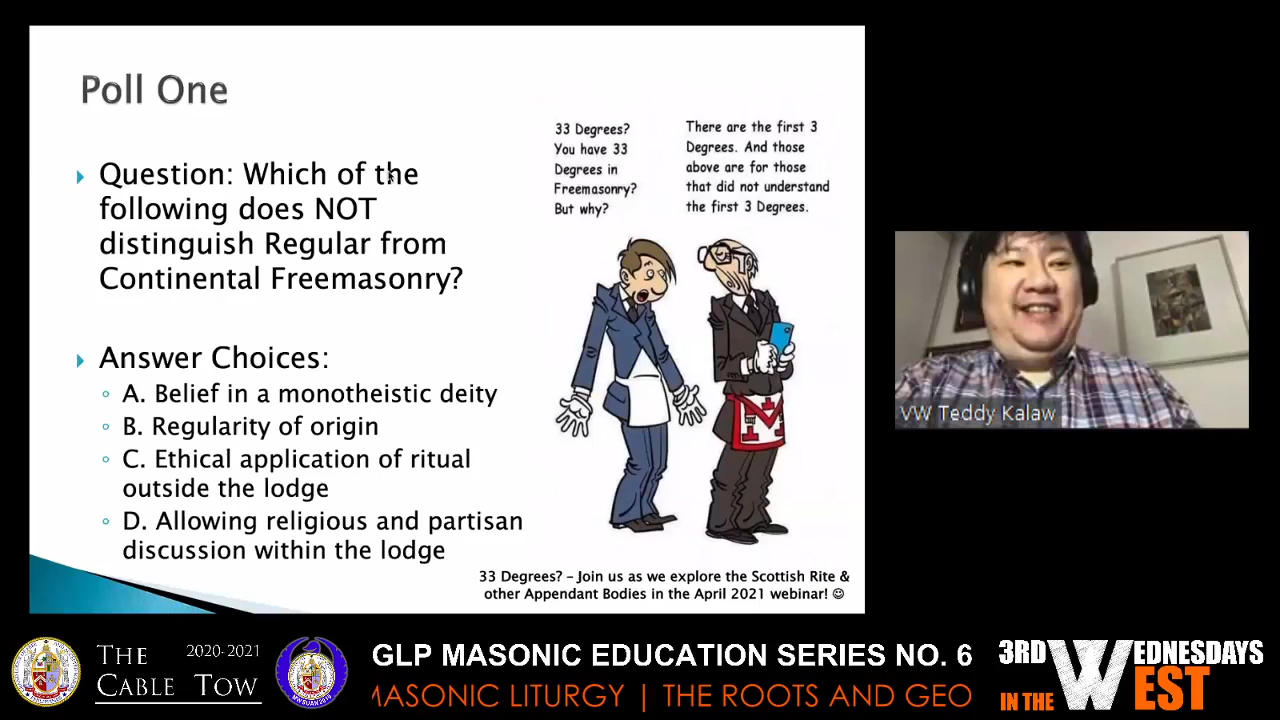 Poll One
Question: Which of the
following does NOT
distinguish Regular from
Continental Freemasonry?
Answer Choices:
A. Belief in a monotheistic deity
B. Regularity of origin
C. Ethical application of ritual
outside the lodge
D. Allowing religious and partisan
discussion within the lodge
33 Degrees?
You have 33
Degrees in
Freemasonry?
But why?
There are the first 3
Degrees. And those
above are for those
that did not understand
the first 3 Degrees.
33 Degrees? – Join us as we explore the Scottish Rite &
other Appendant Bodies in the April 2021 webinar! ☺
VW Teddy Kalaw
THE 2020-2021
CABLE TOW
GLP MASONIC EDUCATION SERIES NO. 6
MASONIC LITURGY | THE ROOTS AND GEO
3RD WEDNESDAYS
IN THE WEST